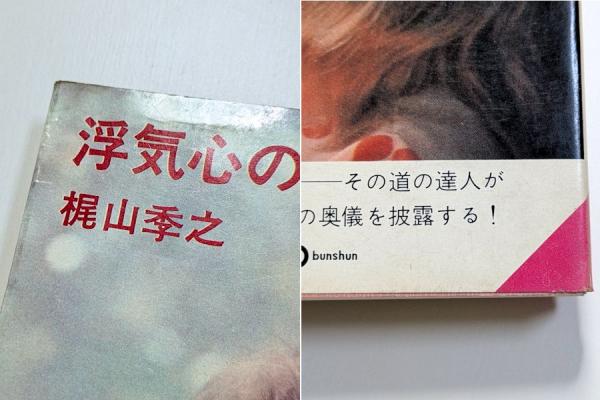 浮気心の
梶山季之
――その道の達人が
の奥儀を披露する!
bunshun